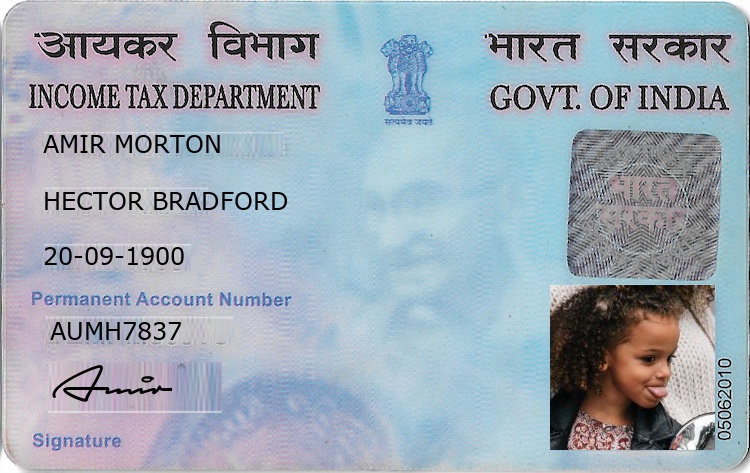 आयकर विभाग भारत सरकार
INCOME TAX DEPARTMENT GOVT. OF INDIA
सत्यमेव जयते
AMIR MORTON
HECTOR BRADFORD
भारत
सरकार
20-09-1900
Permanent Account Number
AUMH7837
Amir
Signature
05062010